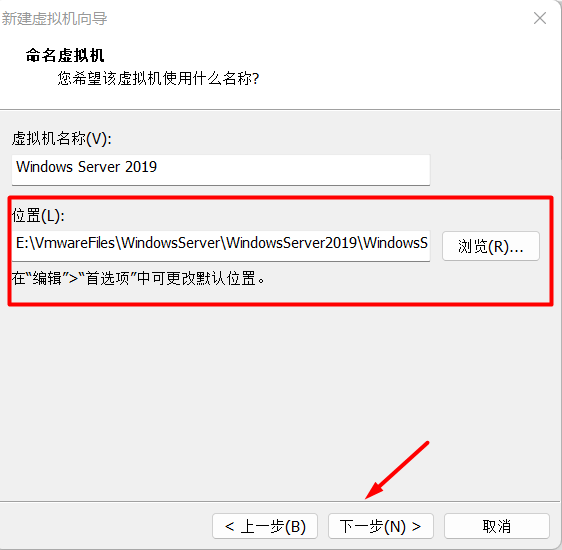 新建虚拟机向导
命名虚拟机
您希望该虚拟机使用什么名称?
虚拟机名称(V):
Windows Server 2019
位置(L):
E:\VmwareFiles\WindowsServer\WindowsServer2019\WindowsS
浏览(R)...
在“编辑”>“首选项”中可更改默认位置。
< 上一步(B)
下一步(N) >
取消